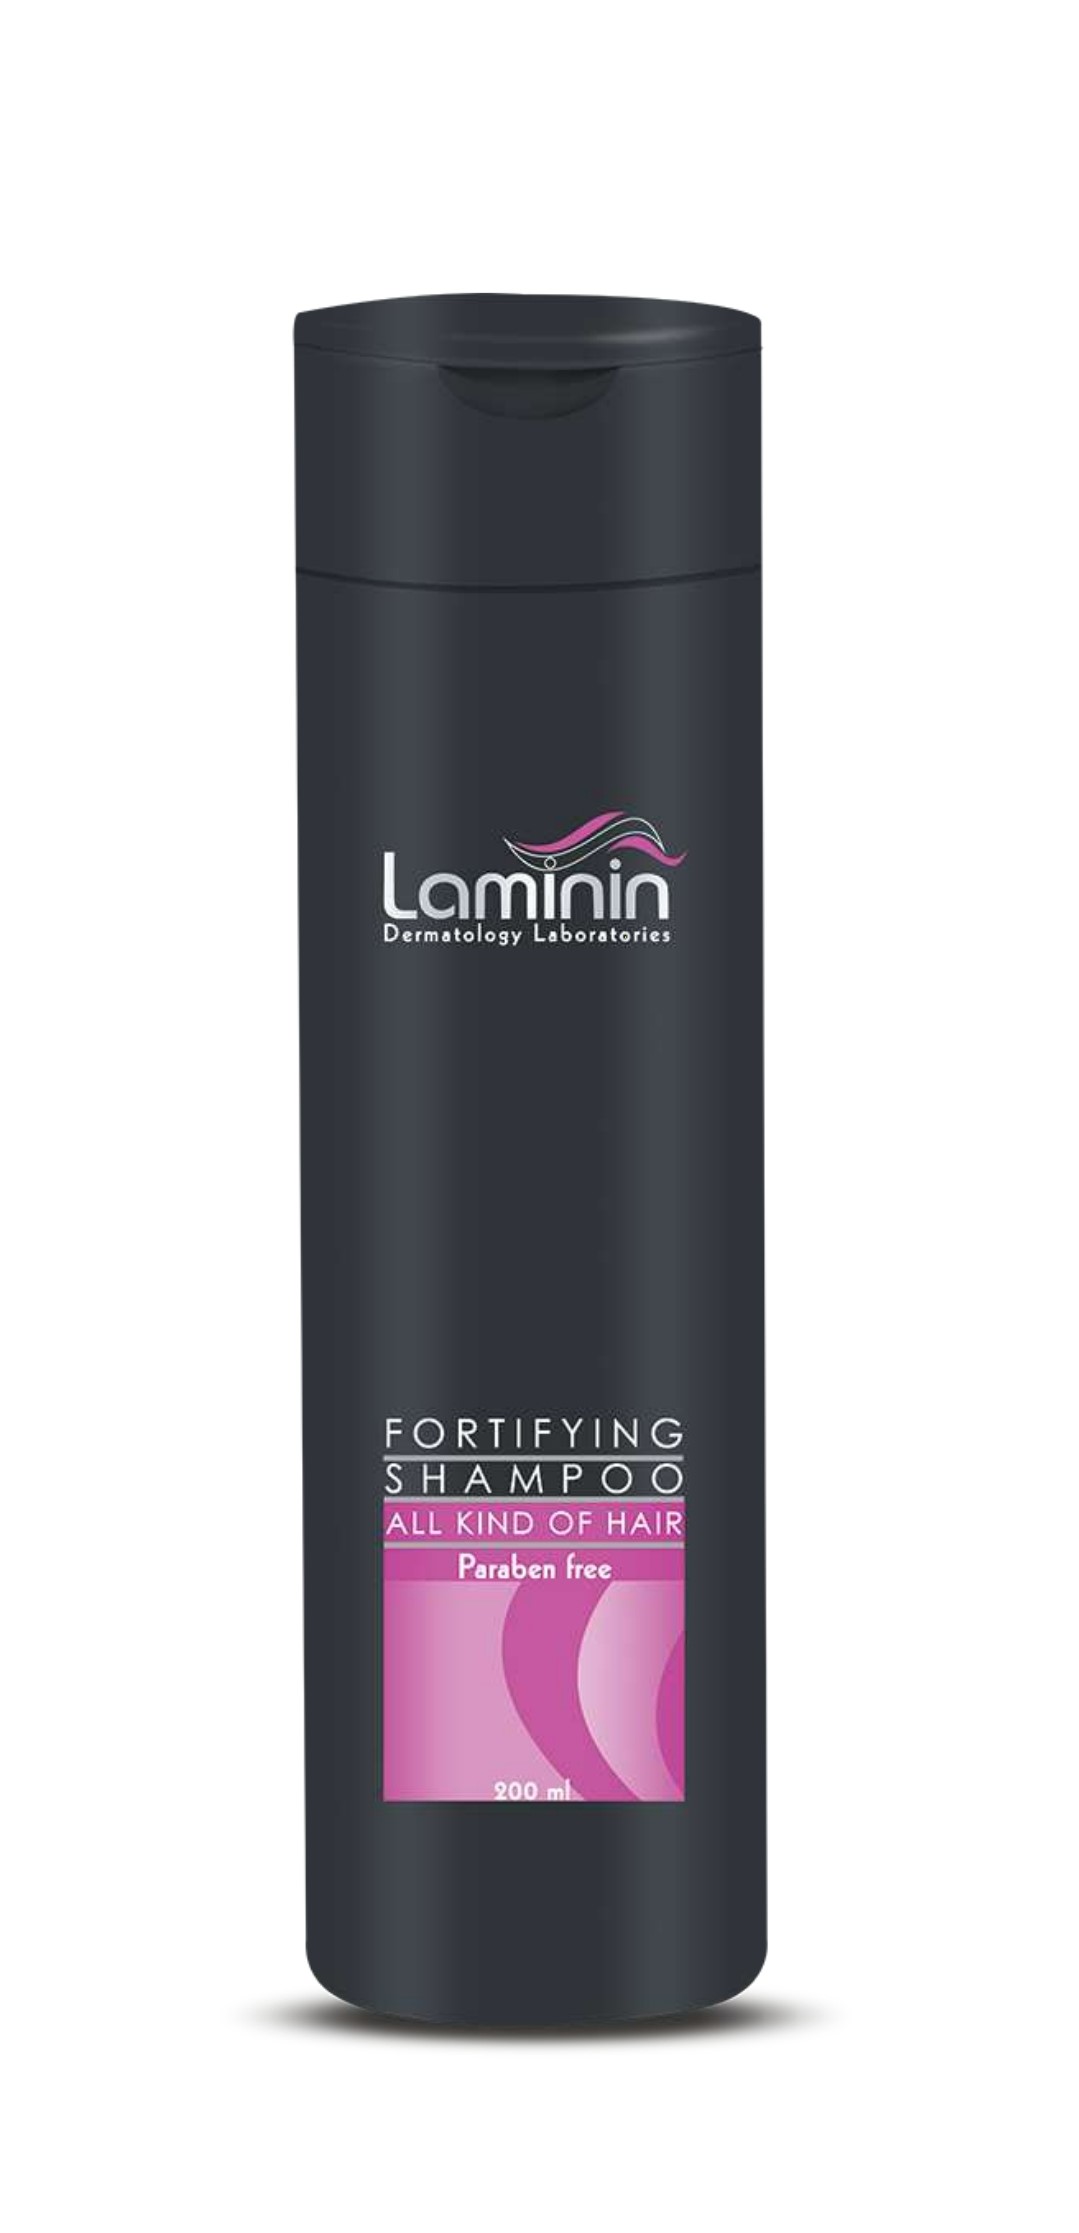 Laminin
Dermatology Laboratories
FORTIFYING
SHAMPOO
ALL KIND OF HAIR
Paraben free
200 ml